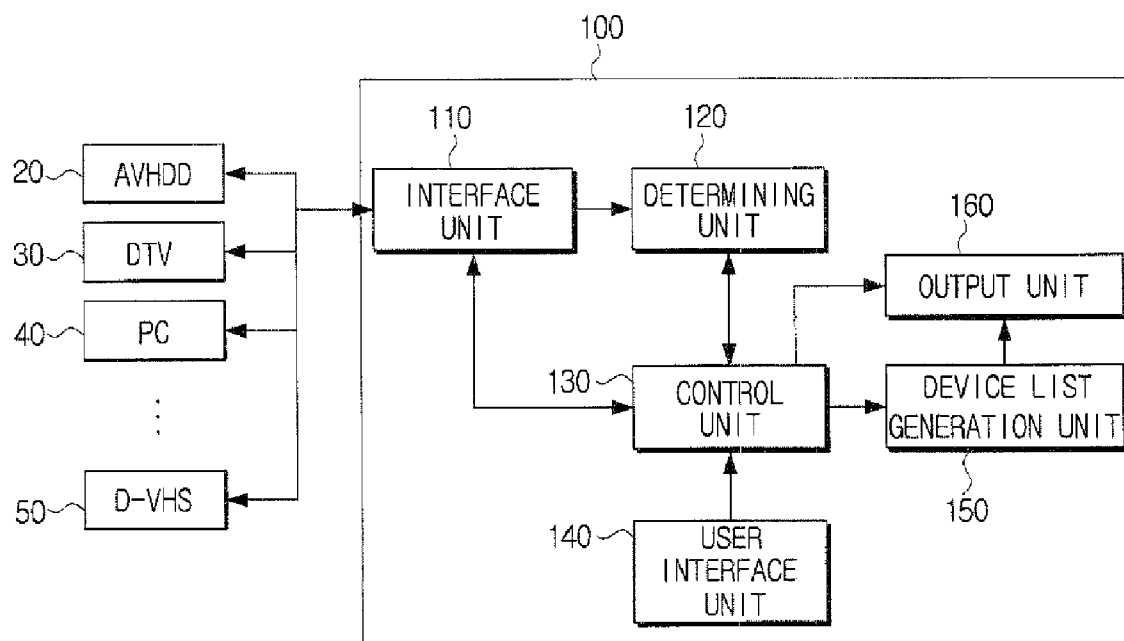 100
110
120
20
AVHDD
INTERFACE
UNIT
DETERMINING
UNIT
160
30
DTV
OUTPUT UNIT
40
PC
130
CONTROL
UNIT
DEVICE LIST
GENERATION UNIT
50
D-VHS
150
140
USER
INTERFACE
UNIT